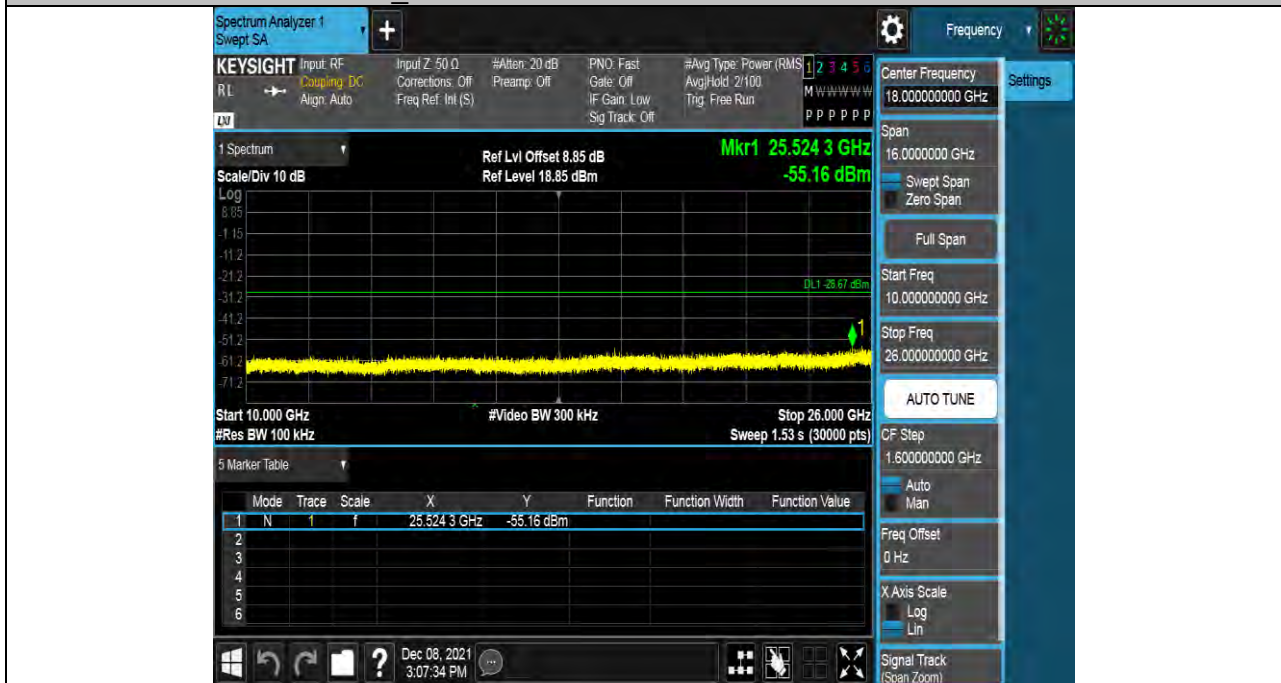 Spectrum Analyzer 1
Swept SA
+
Frequency
KEYSIGHT
RL
LXI
Input: RF
Coupling: DC
Align: Auto
Input Z: 50 Ω
Corrections: Off
Freq Ref: Int (S)
#Atten: 20 dB
Preamp: Off
PNO: Fast
Gate: Off
IF Gain: Low
Sig Track: Off
#Avg Type: Power (RMS
Avg|Hold: 2/100
Trig: Free Run
1 2 3 4 5 6
M W W W W W
P P P P P P
Center Frequency
18.000000000 GHz
Settings
Span
16.0000000 GHz
Swept Span
Zero Span
Full Span
Start Freq
10.000000000 GHz
Stop Freq
26.000000000 GHz
AUTO TUNE
CF Step
1.600000000 GHz
Auto
Man
Freq Offset
0 Hz
X Axis Scale
Log
Lin
Signal Track
(Span Zoom)
1 Spectrum
Scale/Div 10 dB
Ref Lvl Offset 8.85 dB
Ref Level 18.85 dBm
Mkr1 25.524 3 GHz
-55.16 dBm
Log
8.85
-1.15
-11.2
-21.2
-31.2
-41.2
-51.2
-61.2
-71.2
DL1 -28.67 dBm
1
Start 10.000 GHz
#Video BW 300 kHz
Stop 26.000 GHz
#Res BW 100 kHz
Sweep 1.53 s (30000 pts)
5 Marker Table
Mode Trace Scale X Y Function Function Width Function Value
1 N 1 f 25.524 3 GHz -55.16 dBm
2
3
4
5
6
?
Dec 08, 2021
3:07:34 PM